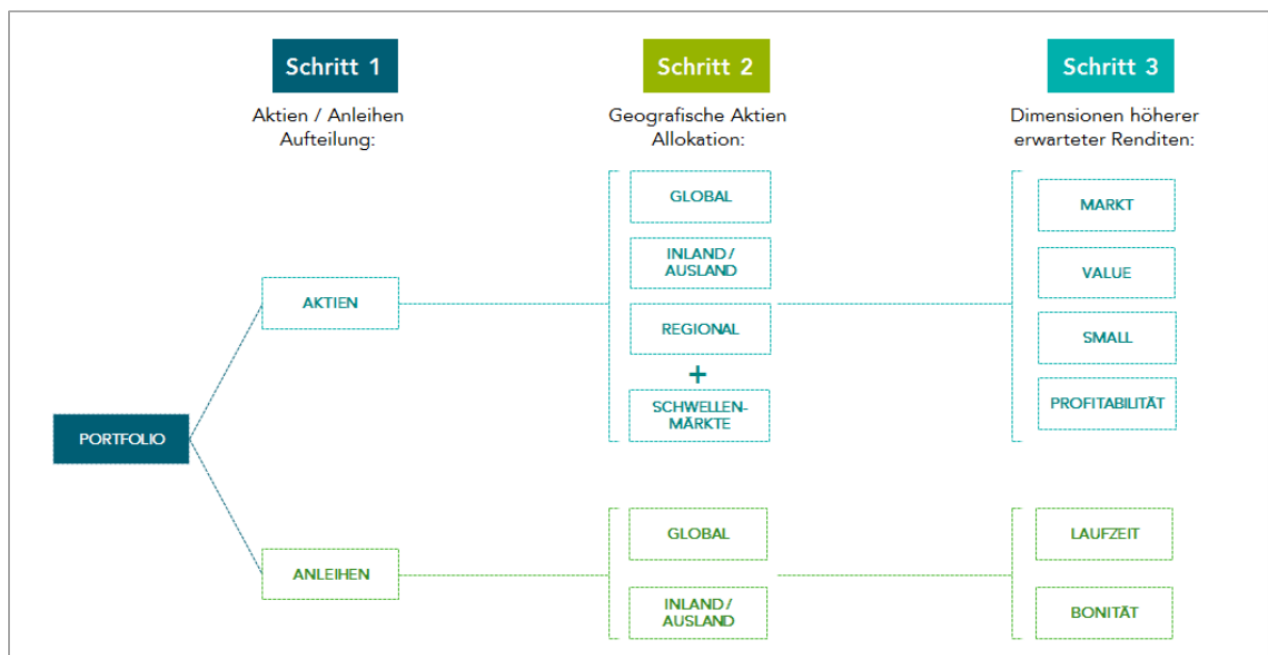 Schritt 1
Aktien / Anleihen
Aufteilung:
Schritt 2
Geografische Aktien
Allokation:
Schritt 3
Dimensionen höherer
erwarteter Renditen:
PORTFOLIO
AKTIEN
GLOBAL
INLAND /
AUSLAND
REGIONAL
+
SCHWELLEN-
MÄRKTE
MARKT
VALUE
SMALL
PROFITABILITÄT
ANLEIHEN
GLOBAL
INLAND /
AUSLAND
LAUFZEIT
BONITÄT